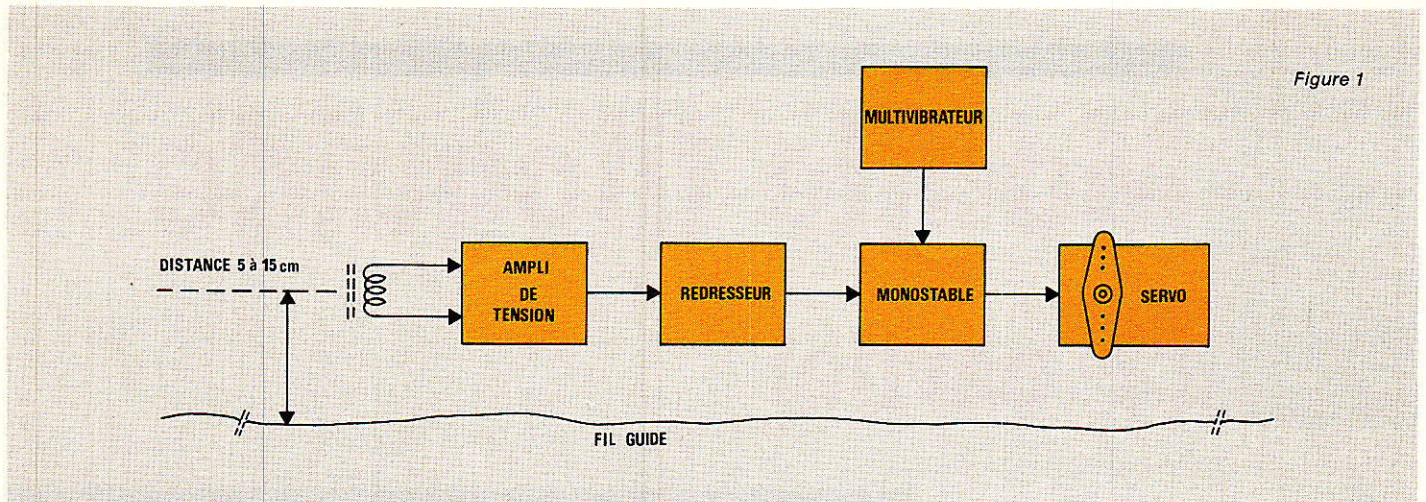 Figure 1
MULTIVIBRATEUR
DISTANCE 5 à 15 cm
AMPLI
DE
TENSION
REDRESSEUR
MONOSTABLE
SERVO
FIL GUIDE